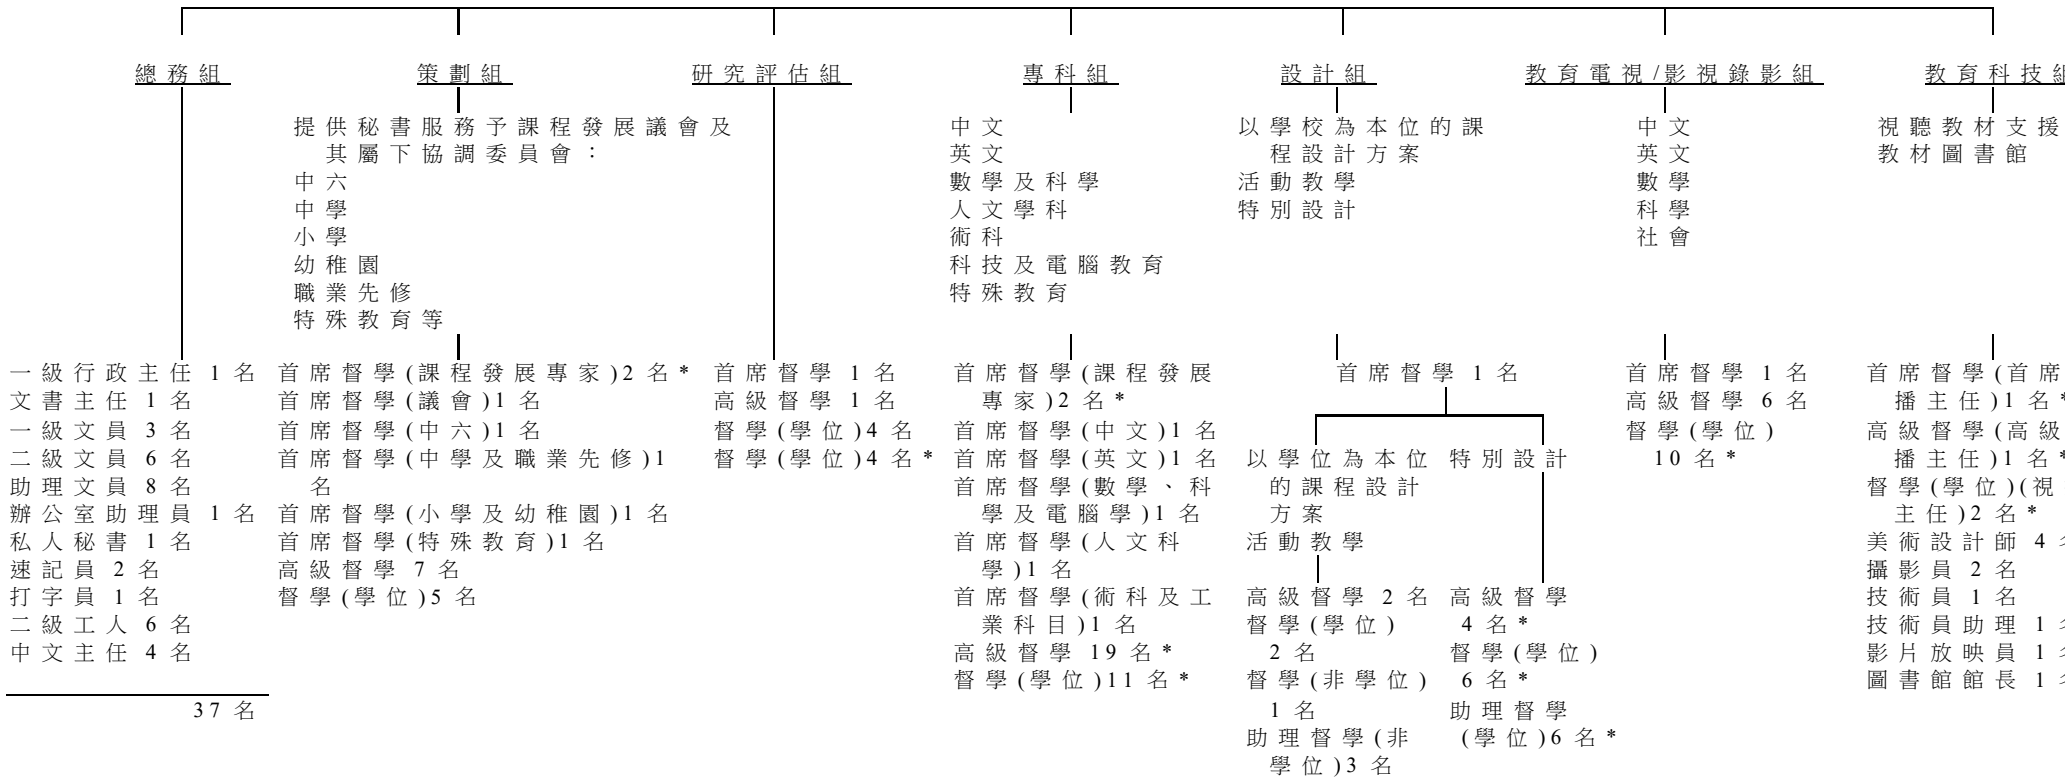 總務組
策劃組
研究評估組
專科組
設計組
教育電視/影視錄影組
教育科技組
提供秘書服務予課程發展議會及
其屬下協調委員會：
中六
中學
小學
幼稚園
職業先修
特殊教育等
中文
英文
數學及科學
人文學科
術科
科技及電腦教育
特殊教育
以學校為本位的課
程設計方案
活動教學
特別設計
中文
英文
數學
科學
社會
視聽教材支援
教材圖書館
一級行政主任 1 名
文書主任 1 名
一級文員 3 名
二級文員 6 名
助理文員 8 名
辦公室助理員 1 名
私人秘書 1 名
速記員 2 名
打字員 1 名
二級工人 6 名
中文主任 4 名
37 名
首席督學(課程發展專家)2 名*
首席督學(議會)1 名
首席督學(中六)1 名
首席督學(中學及職業先修)1
名
首席督學(小學及幼稚園)1 名
首席督學(特殊教育)1 名
高級督學 7 名
督學(學位)5 名
首席督學 1 名
高級督學 1 名
督學(學位)4 名
督學(學位)4 名*
首席督學(課程發展
專家)2 名*
首席督學(中文)1 名
首席督學(英文)1 名
首席督學(數學、科
學及電腦學)1 名
首席督學(人文科
學)1 名
首席督學(術科及工
業科目)1 名
高級督學 19 名*
督學(學位)11 名*
首席督學 1 名
以學位為本位
的課程設計
方案
活動教學
高級督學 2 名
督學(學位)
2 名
督學(非學位)
1 名
助理督學(非
學位)3 名
特別設計
高級督學
4 名*
督學(學位)
6 名*
助理督學
(學位)6 名*
首席督學 1 名
高級督學 6 名
督學(學位)
10 名*
首席督學(首席
播主任)1 名*
高級督學(高級
播主任)1 名*
督學(學位)(視
主任)2 名*
美術設計師 4 名
攝影員 2 名
技術員 1 名
技術員助理 1 名
影片放映員 1 名
圖書館館長 1 名